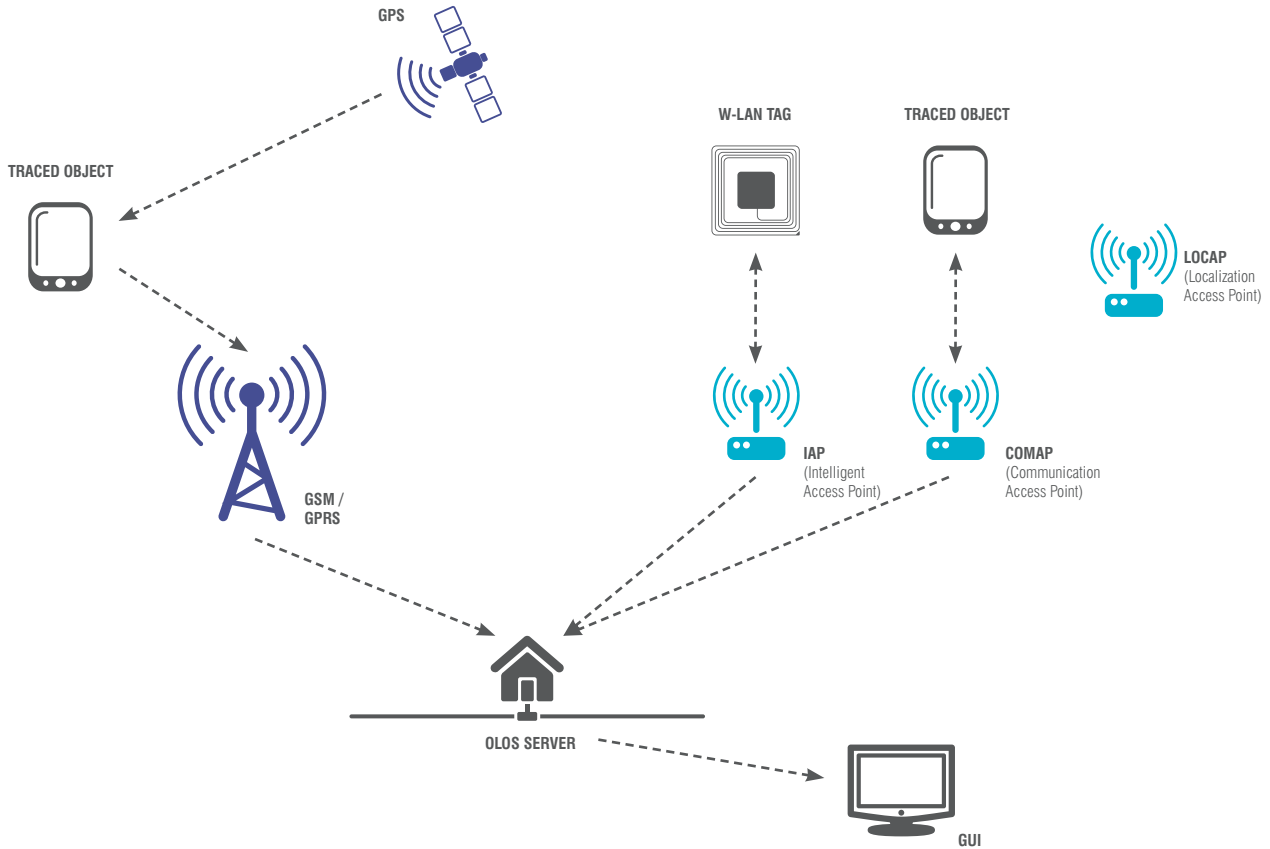 GPS
W-LAN TAG
TRACED OBJECT
TRACED OBJECT
LOCAP
(Localization
Access Point)
IAP
(Intelligent
Access Point)
COMAP
(Communication
Access Point)
GSM /
GPRS
OLOS SERVER
GUI